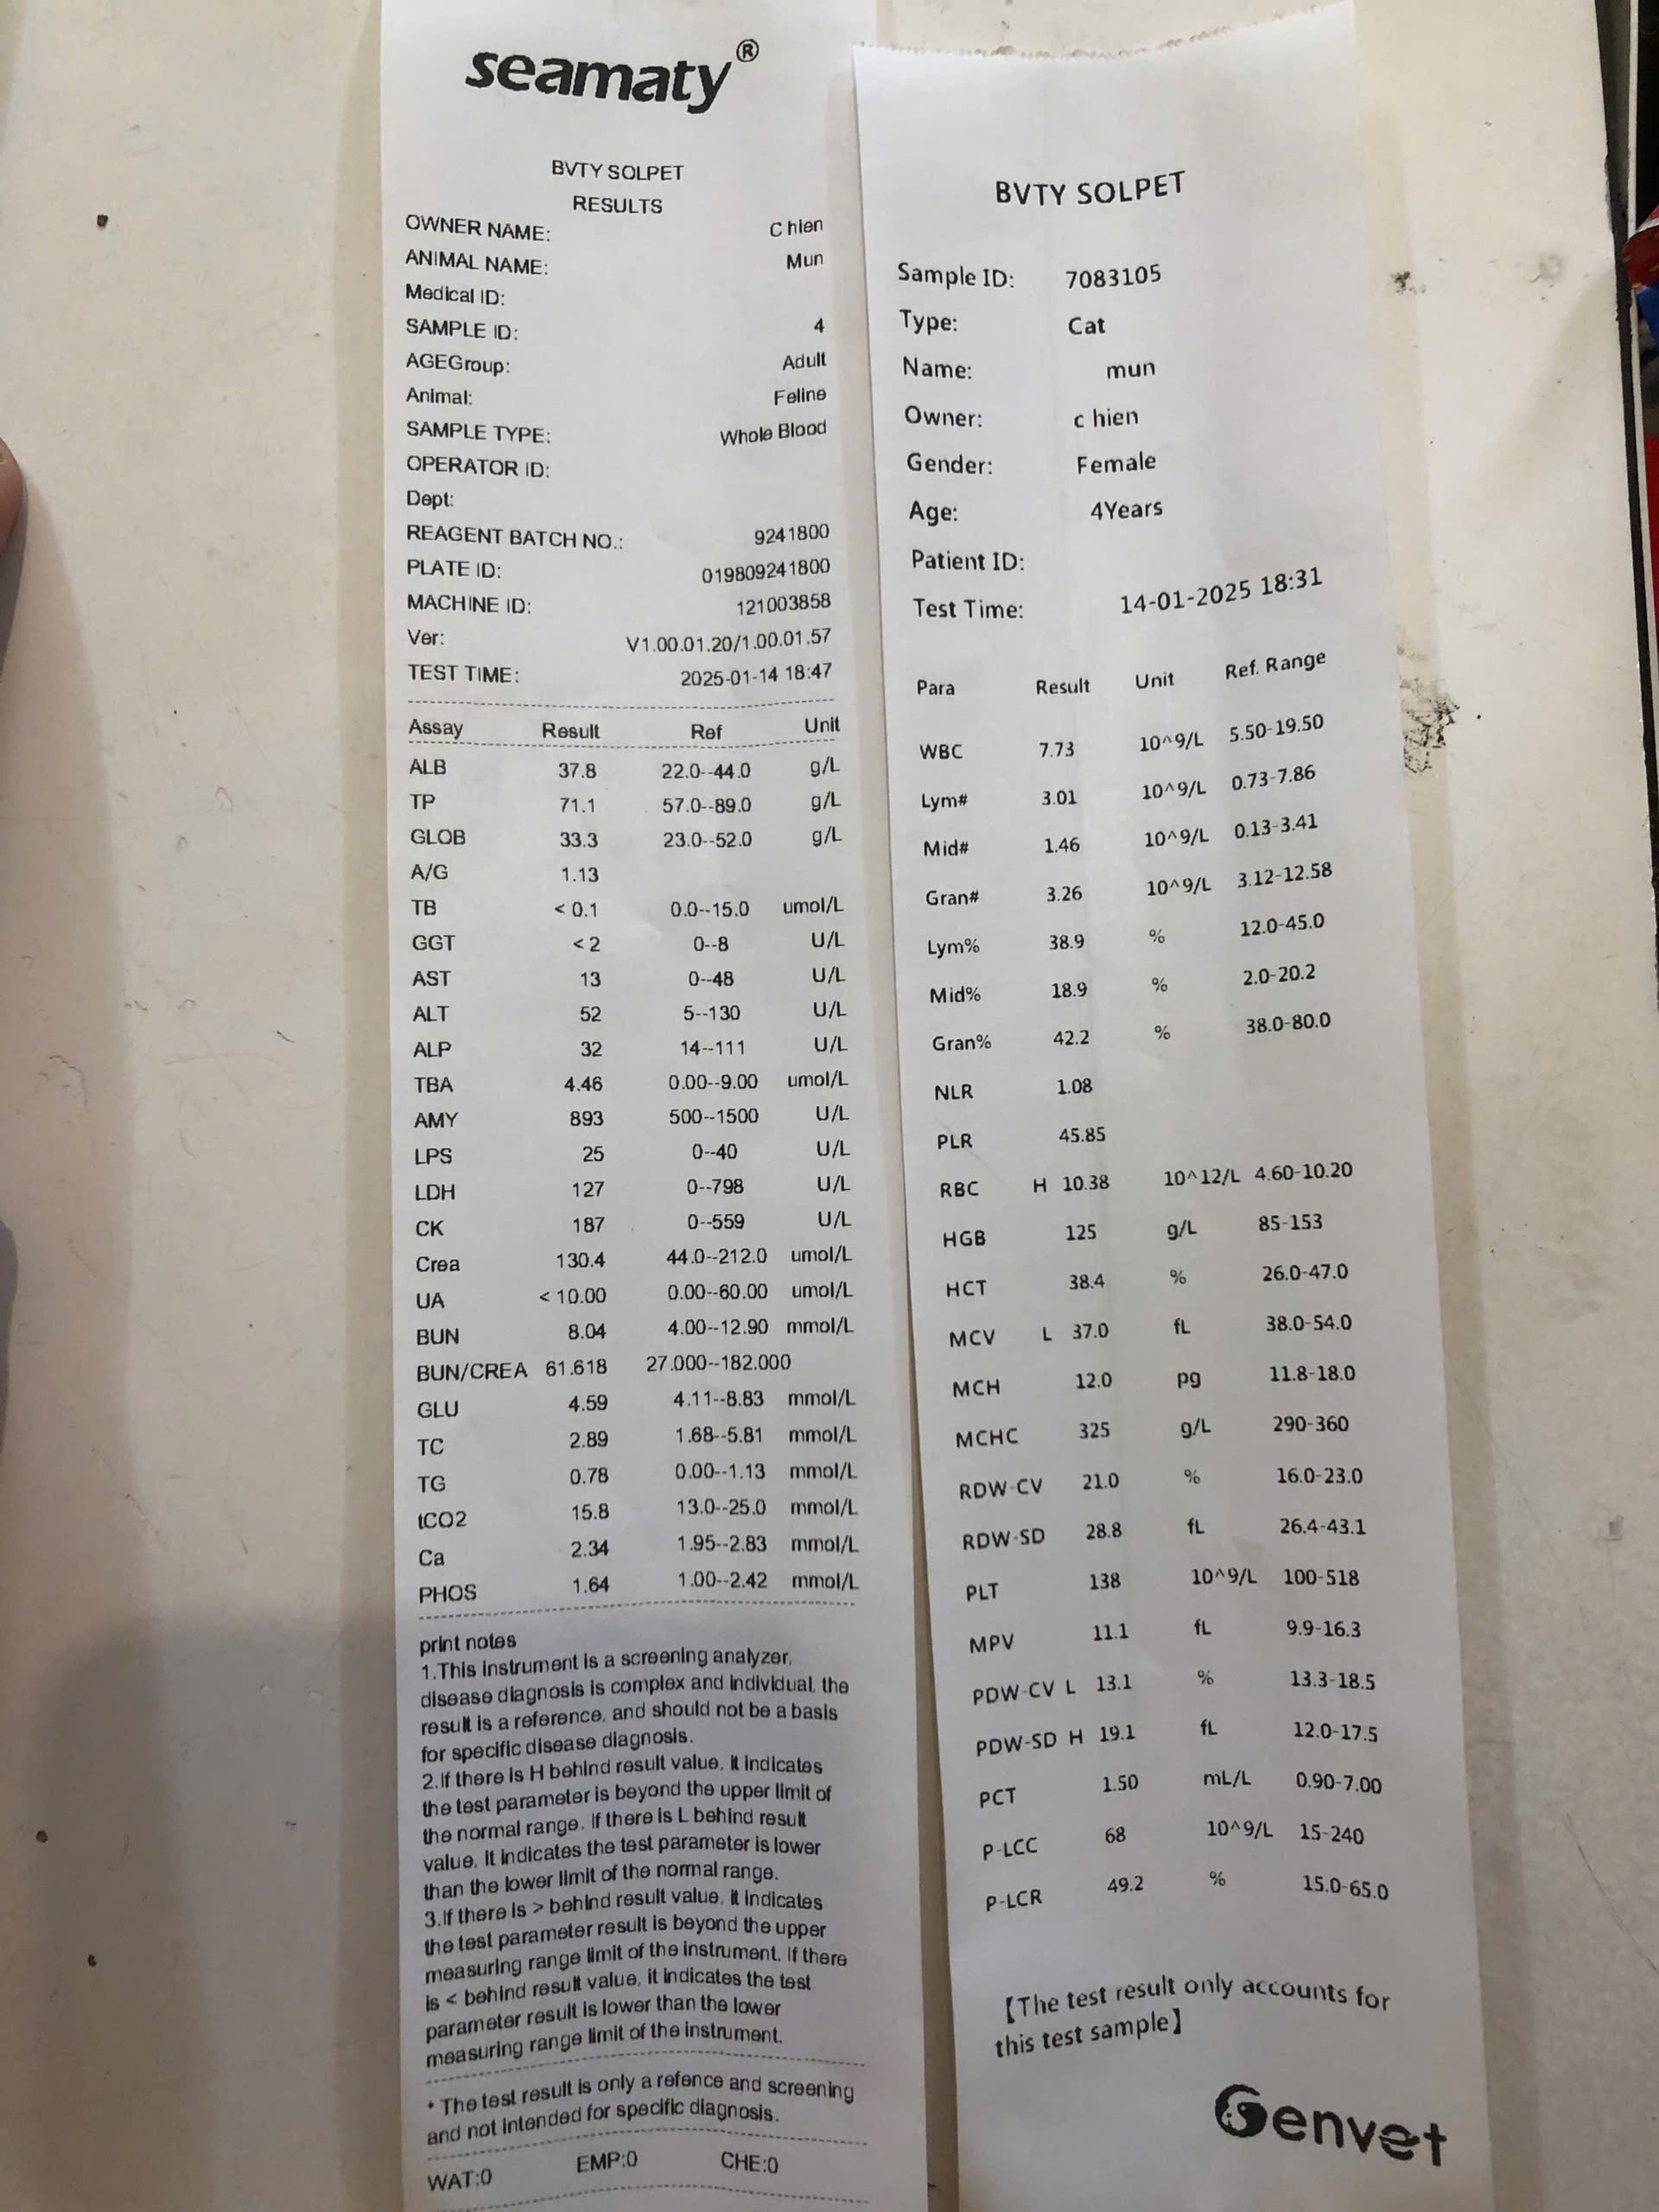 seamaty®
BVTY SOLPET
RESULTS
OWNER NAME: C hien
ANIMAL NAME: Mun
Medical ID:
SAMPLE ID: 4
AGEGroup: Adult
Animal: Feline
SAMPLE TYPE: Whole Blood
OPERATOR ID:
Dept:
REAGENT BATCH NO.: 9241800
PLATE ID: 019809241800
MACHINE ID: 121003858
Ver: V1.00.01.20/1.00.01.57
TEST TIME: 2025-01-14 18:47
Assay Result Ref Unit
ALB 37.8 22.0--44.0 g/L
TP 71.1 57.0--89.0 g/L
GLOB 33.3 23.0--52.0 g/L
A/G 1.13
TB < 0.1 0.0--15.0 umol/L
GGT < 2 0--8 U/L
AST 13 0--48 U/L
ALT 52 5--130 U/L
ALP 32 14--111 U/L
TBA 4.46 0.00--9.00 umol/L
AMY 893 500--1500 U/L
LPS 25 0--40 U/L
LDH 127 0--798 U/L
CK 187 0--559 U/L
Crea 130.4 44.0--212.0 umol/L
UA < 10.00 0.00--60.00 umol/L
BUN 8.04 4.00--12.90 mmol/L
BUN/CREA 61.618 27.000--182.000
GLU 4.59 4.11--8.83 mmol/L
TC 2.89 1.68--5.81 mmol/L
TG 0.78 0.00--1.13 mmol/L
tCO2 15.8 13.0--25.0 mmol/L
Ca 2.34 1.95--2.83 mmol/L
PHOS 1.64 1.00--2.42 mmol/L
print notes
1.This instrument is a screening analyzer,
disease diagnosis is complex and individual, the
result is a reference, and should not be a basis
for specific disease diagnosis.
2.If there is H behind result value, it indicates
the test parameter is beyond the upper limit of
the normal range. If there is L behind result
value, it indicates the test parameter is lower
than the lower limit of the normal range.
3.If there is > behind result value, it indicates
the test parameter result is beyond the upper
measuring range limit of the instrument. If there
is < behind result value, it indicates the test
parameter result is lower than the lower
measuring range limit of the instrument.
* The test result is only a refence and screening
and not intended for specific diagnosis.
WAT:0 EMP:0 CHE:0
BVTY SOLPET
Sample ID: 7083105
Type: Cat
Name: mun
Owner: c hien
Gender: Female
Age: 4Years
Patient ID:
Test Time: 14-01-2025 18:31
Para Result Unit Ref. Range
WBC 7.73 10^9/L 5.50-19.50
Lym# 3.01 10^9/L 0.73-7.86
Mid# 1.46 10^9/L 0.13-3.41
Gran# 3.26 10^9/L 3.12-12.58
Lym% 38.9 % 12.0-45.0
Mid% 18.9 % 2.0-20.2
Gran% 42.2 % 38.0-80.0
NLR 1.08
PLR 45.85
RBC H 10.38 10^12/L 4.60-10.20
HGB 125 g/L 85-153
HCT 38.4 % 26.0-47.0
MCV L 37.0 fL 38.0-54.0
MCH 12.0 pg 11.8-18.0
MCHC 325 g/L 290-360
RDW-CV 21.0 % 16.0-23.0
RDW-SD 28.8 fL 26.4-43.1
PLT 138 10^9/L 100-518
MPV 11.1 fL 9.9-16.3
PDW-CV L 13.1 % 13.3-18.5
PDW-SD H 19.1 fL 12.0-17.5
PCT 1.50 mL/L 0.90-7.00
P-LCC 68 10^9/L 15-240
P-LCR 49.2 % 15.0-65.0
【The test result only accounts for
this test sample】
Genvet